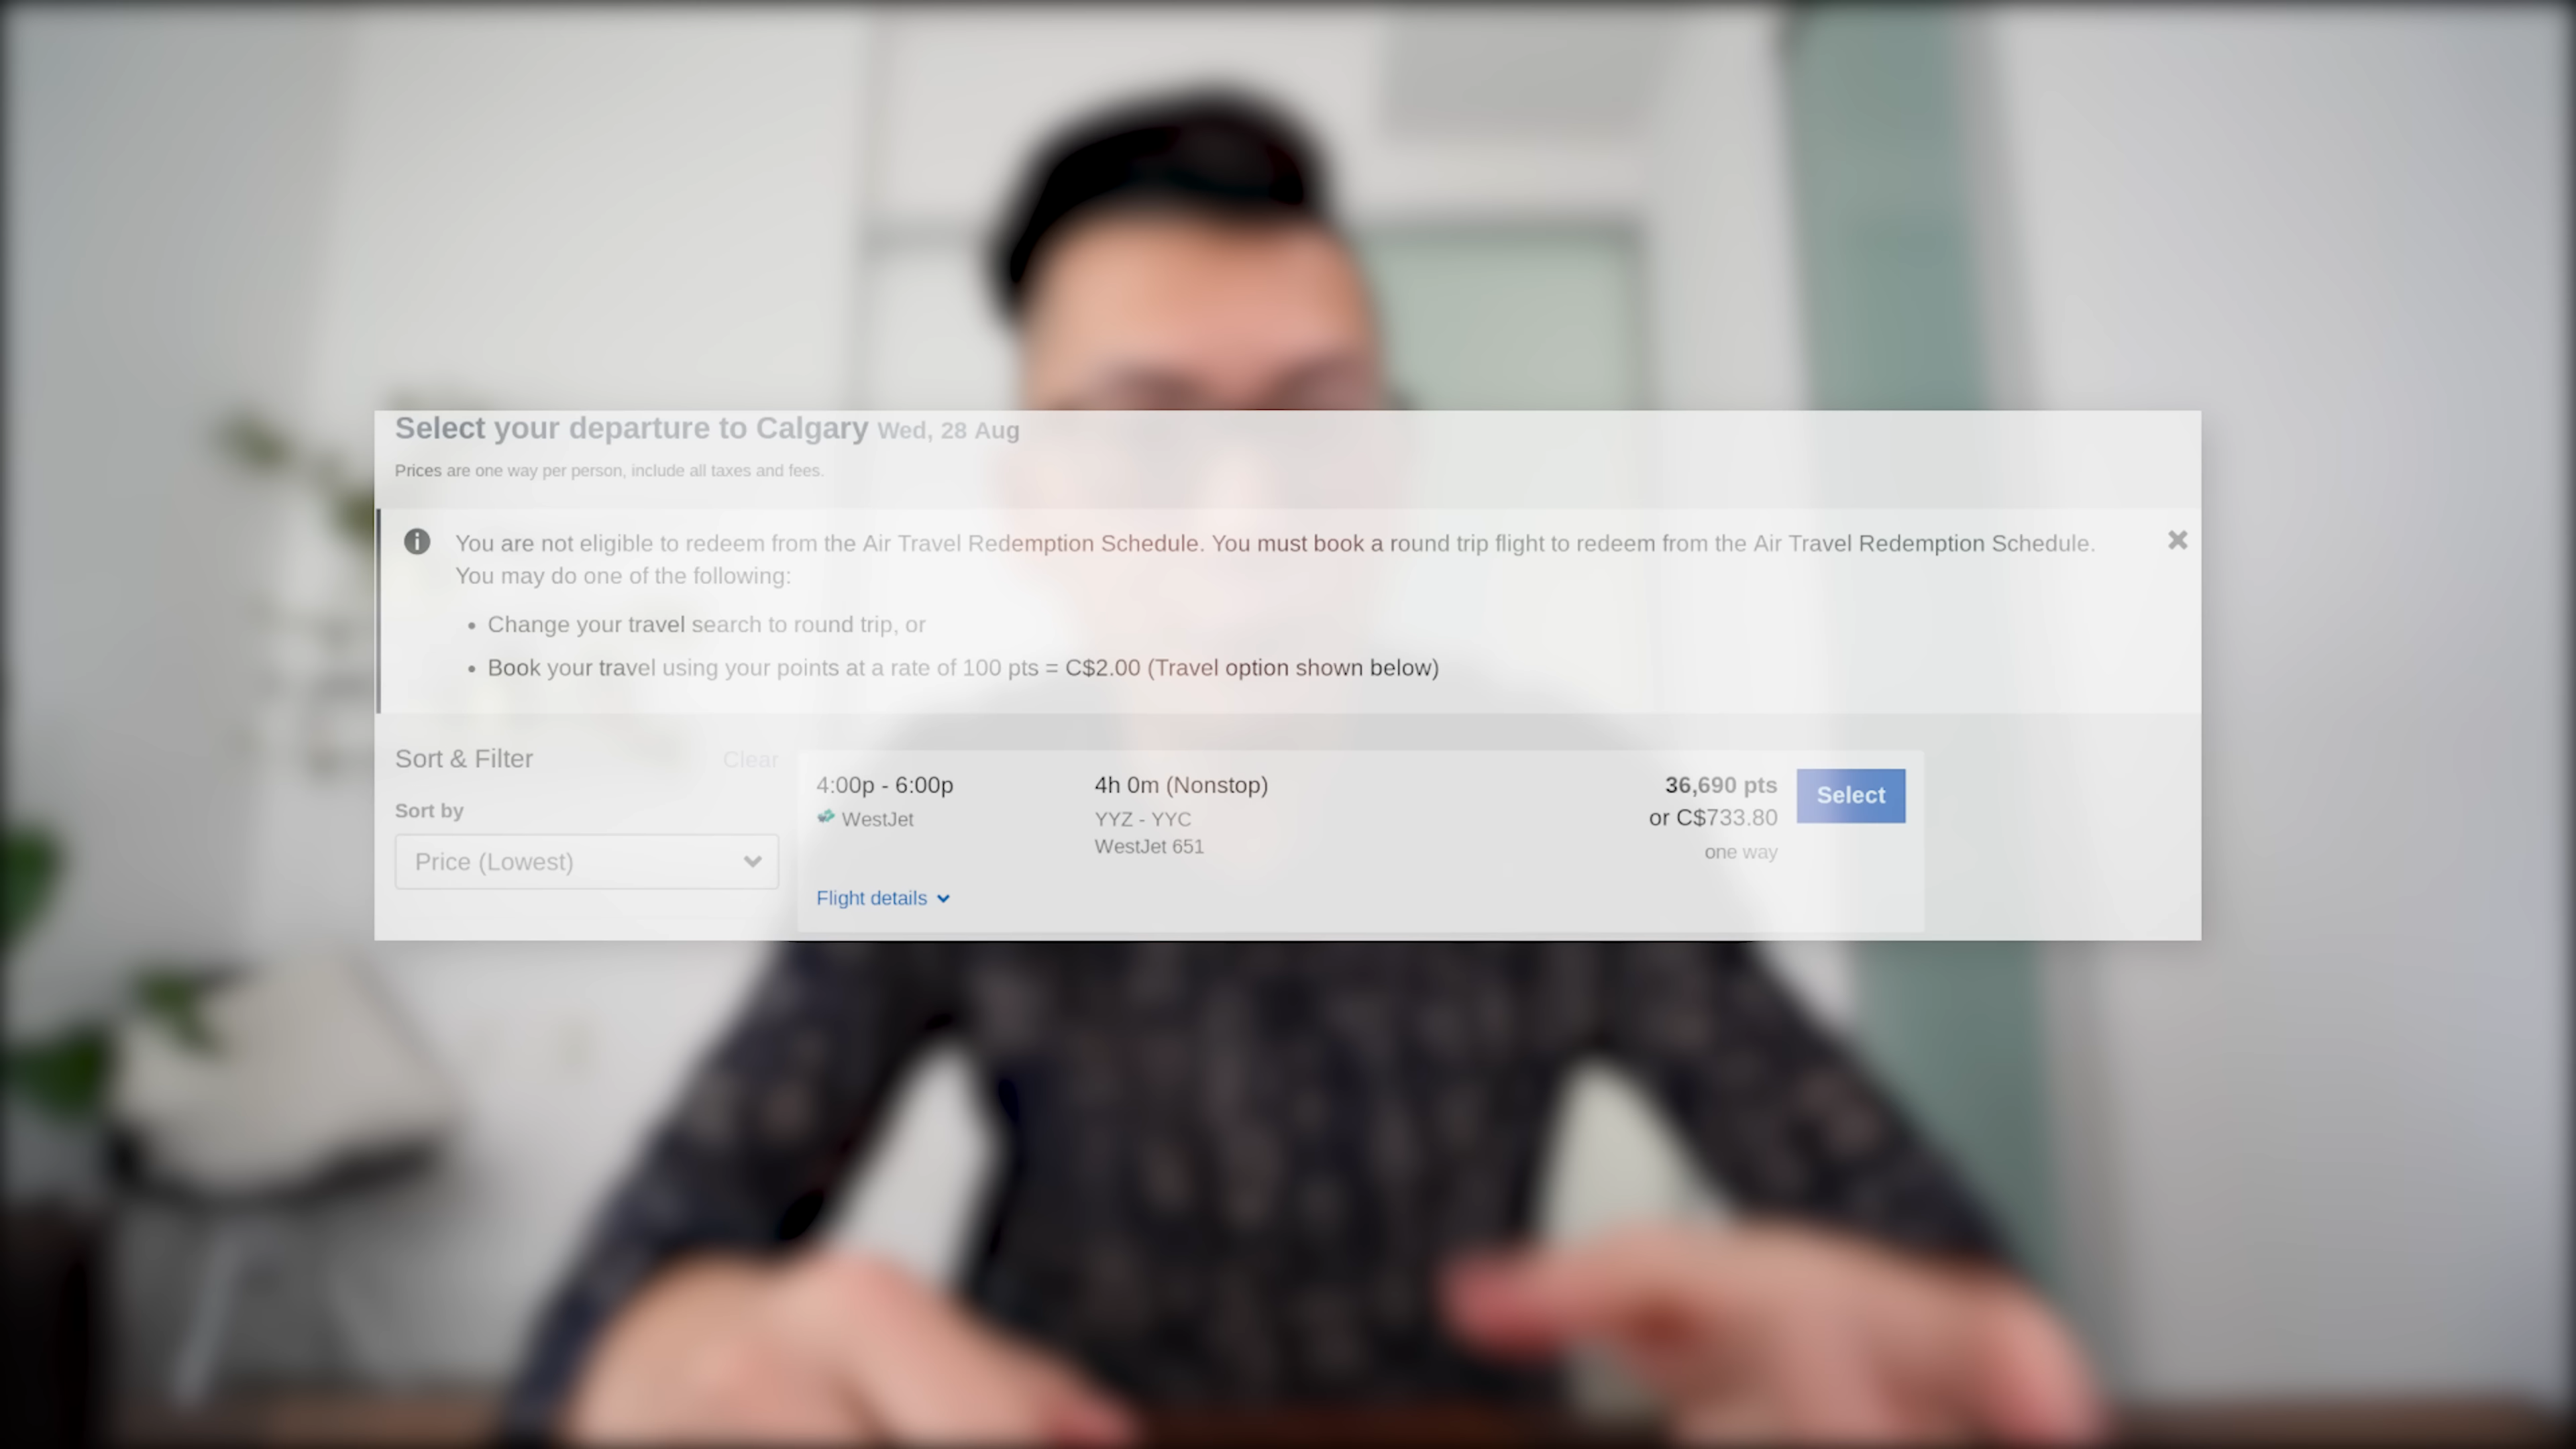 Select your departure to Calgary Wed, 28 Aug
Prices are one way per person, include all taxes and fees.
You are not eligible to redeem from the Air Travel Redemption Schedule. You must book a round trip flight to redeem from the Air Travel Redemption Schedule.
You may do one of the following:
• Change your travel search to round trip, or
• Book your travel using your points at a rate of 100 pts = C$2.00 (Travel option shown below)
Sort & Filter Clear
Sort by
Price (Lowest)
4:00p - 6:00p 4h 0m (Nonstop) 36,690 pts Select
WestJet YYZ - YYC or C$733.80
WestJet 651 one way
Flight details